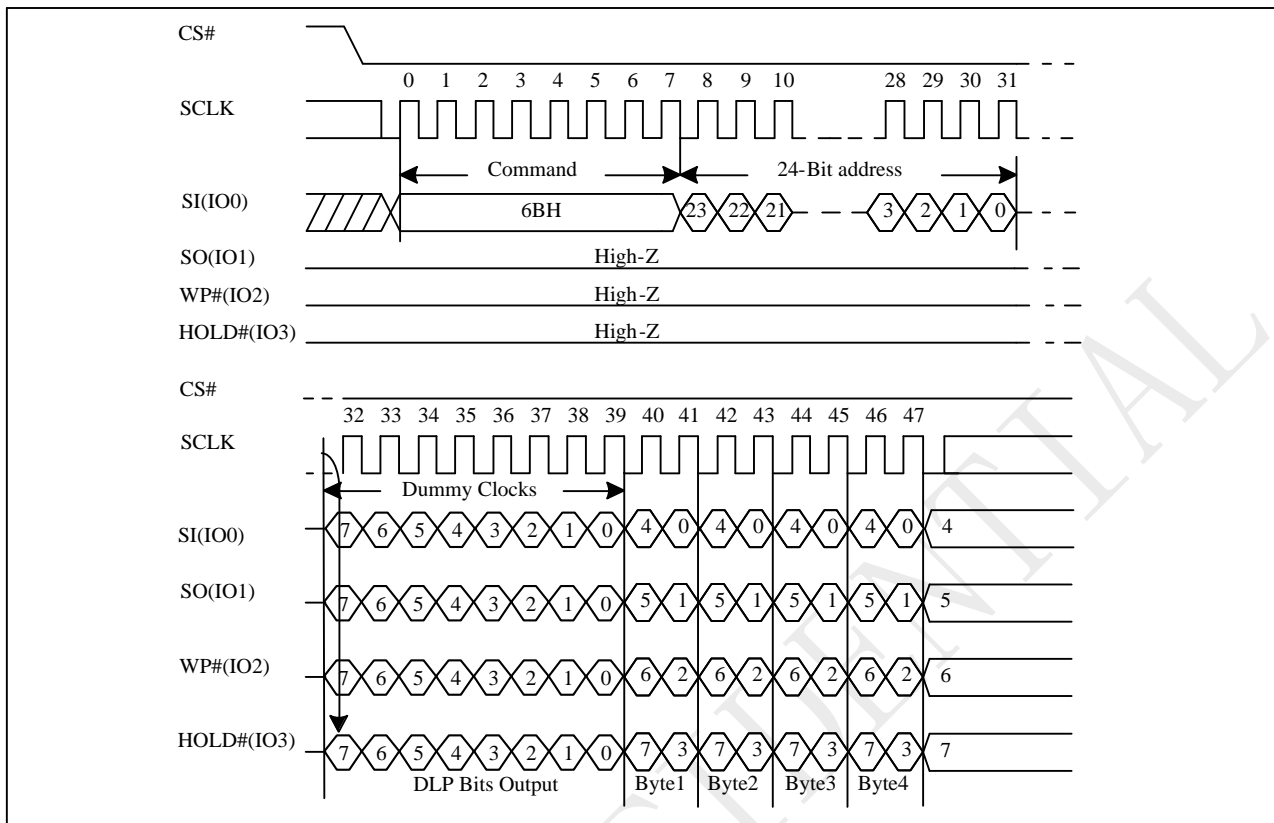 CS#
0 1 2 3 4 5 6 7 8 9 10 28 29 30 31
SCLK
Command 24-Bit address
SI(IO0) 6BH 23 22 21 3 2 1 0
SO(IO1) High-Z
WP#(IO2) High-Z
HOLD#(IO3) High-Z
CS#
32 33 34 35 36 37 38 39 40 41 42 43 44 45 46 47
SCLK
Dummy Clocks
SI(IO0) 7 6 5 4 3 2 1 0 4 0 4 0 4 0 4 0 4
SO(IO1) 7 6 5 4 3 2 1 0 5 1 5 1 5 1 5 1 5
WP#(IO2) 7 6 5 4 3 2 1 0 6 2 6 2 6 2 6 2 6
HOLD#(IO3) 7 6 5 4 3 2 1 0 7 3 7 3 7 3 7 3 7
DLP Bits Output Byte1 Byte2 Byte3 Byte4
IDENTIAL